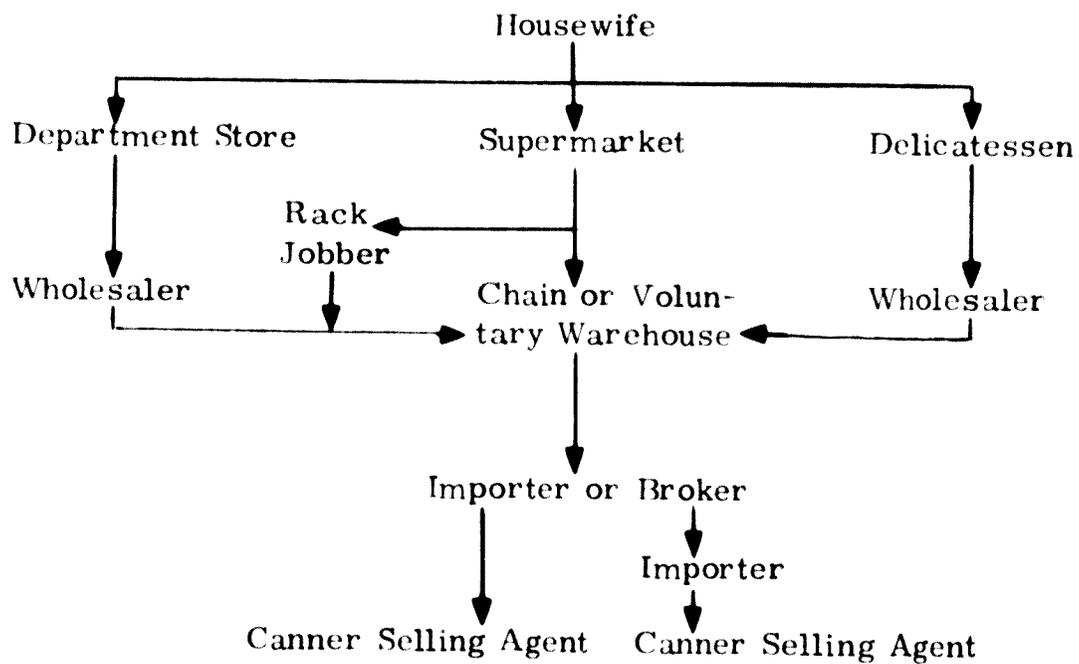 Housewife
Department Store
Supermarket
Delicatessen
Rack
Jobber
Wholesaler
Chain or Volun-
tary Warehouse
Wholesaler
Importer or Broker
Importer
Canner Selling Agent
Canner Selling Agent